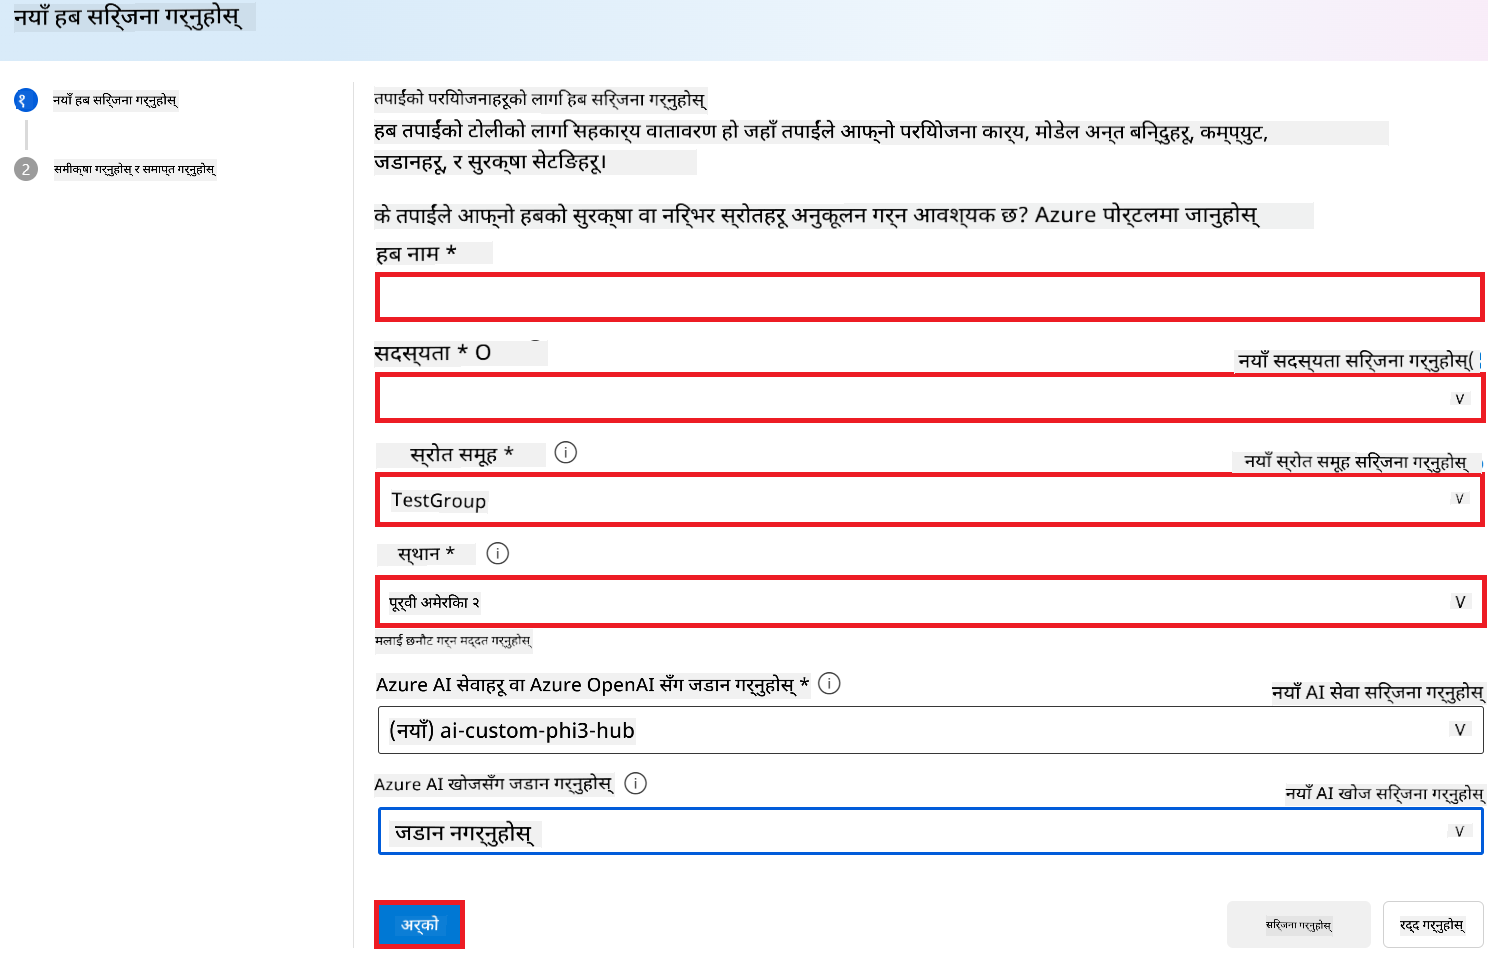 नयाँ हब सिर्जना गर्नुहोस्
१ नयाँ हब सिर्जना गर्नुहोस्
2 समीक्षा गर्नुहोस् र समाप्त गर्नुहोस्
तपाईंको परियोजनाहरूको लागि हब सिर्जना गर्नुहोस्
हब तपाईंको टोलीको लागि सहकार्य वातावरण हो जहाँ तपाईंले आफ्नो परियोजना कार्य, मोडेल अन्त बिन्दुहरू, कम्प्युट,
जडानहरू, र सुरक्षा सेटिङहरू।
के तपाईंले आफ्नो हबको सुरक्षा वा निर्भर स्रोतहरू अनुकूलन गर्न आवश्यक छ? Azure पोर्टलमा जानुहोस्
हब नाम *
सदस्यता * O
नयाँ सदस्यता सिर्जना गर्नुहोस्(
V
स्रोत समूह *
नयाँ स्रोत समूह सिर्जना गर्नुहोस्
TestGroup V
स्थान *
पूर्वी अमेरिका २ V
मलाई छनौट गर्न मद्दत गर्नुहोस्
Azure AI सेवाहरू वा Azure OpenAI सँग जडान गर्नुहोस् *
नयाँ AI सेवा सिर्जना गर्नुहोस्
(नयाँ) ai-custom-phi3-hub V
Azure AI खोजसँग जडान गर्नुहोस्
नयाँ AI खोज सिर्जना गर्नुहोस्
जडान नगर्नुहोस् V
अर्को सिर्जना गर्नुहोस् रद्द गर्नुहोस्